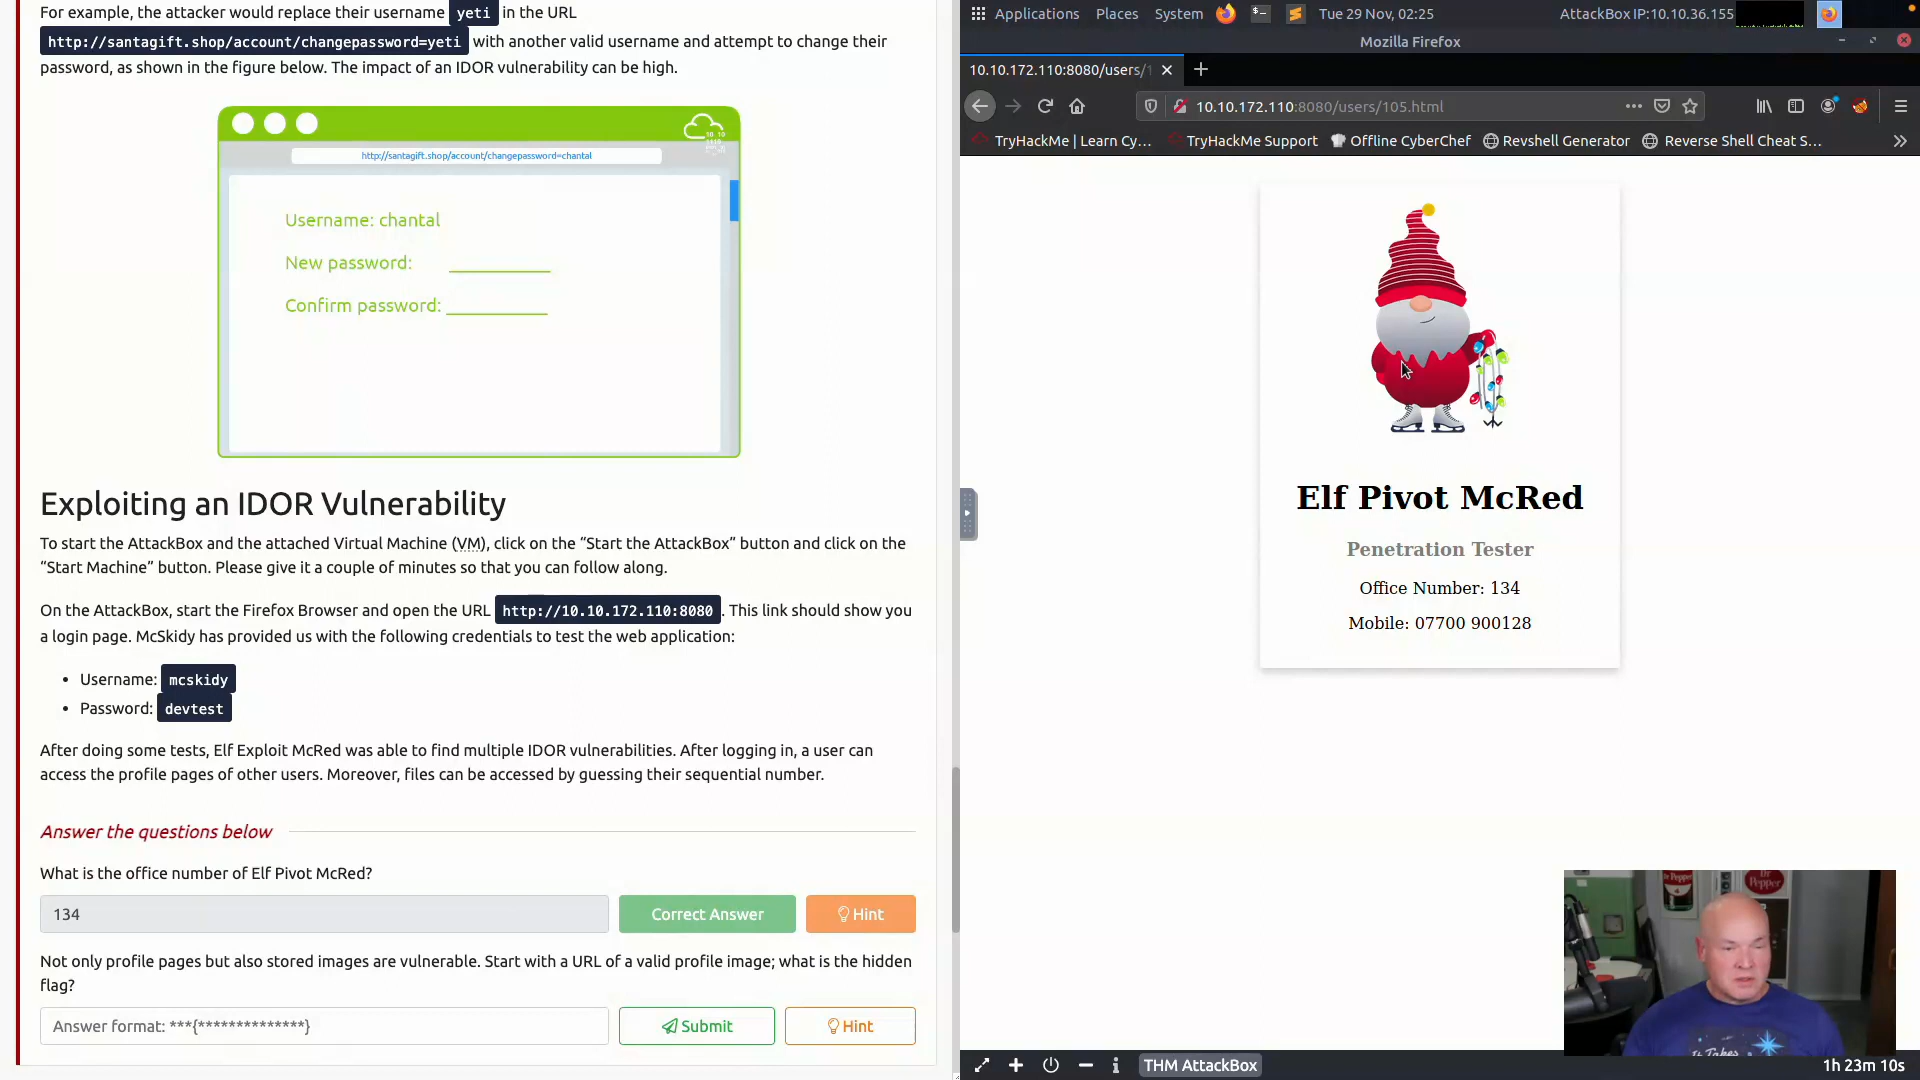 For example, the attacker would replace their username yeti in the URL
http://santagift.shop/account/changepassword=yeti with another valid username and attempt to change their
password, as shown in the figure below. The impact of an IDOR vulnerability can be high.
http://santagift.shop/account/changepassword=chantal
Username: chantal
New password:
Confirm password:
Exploiting an IDOR Vulnerability
To start the AttackBox and the attached Virtual Machine (VM), click on the “Start the AttackBox” button and click on the
“Start Machine” button. Please give it a couple of minutes so that you can follow along.
On the AttackBox, start the Firefox Browser and open the URL http://10.10.172.110:8080. This link should show you
a login page. McSkidy has provided us with the following credentials to test the web application:
• Username: mcskidy
• Password: devtest
After doing some tests, Elf Exploit McRed was able to find multiple IDOR vulnerabilities. After logging in, a user can
access the profile pages of other users. Moreover, files can be accessed by guessing their sequential number.
Answer the questions below
What is the office number of Elf Pivot McRed?
134 Correct Answer Hint
Not only profile pages but also stored images are vulnerable. Start with a URL of a valid profile image; what is the hidden
flag?
Answer format: ***{**************} Submit Hint
Applications Places System Tue 29 Nov, 02:25 AttackBox IP:10.10.36.155
Mozilla Firefox
10.10.172.110:8080/users/1
10.10.172.110:8080/users/105.html
TryHackMe | Learn Cy… TryHackMe Support Offline CyberChef Revshell Generator Reverse Shell Cheat S…
Elf Pivot McRed
Penetration Tester
Office Number: 134
Mobile: 07700 900128
Dr Pepper
It Takes
THM AttackBox 1h 23m 10s